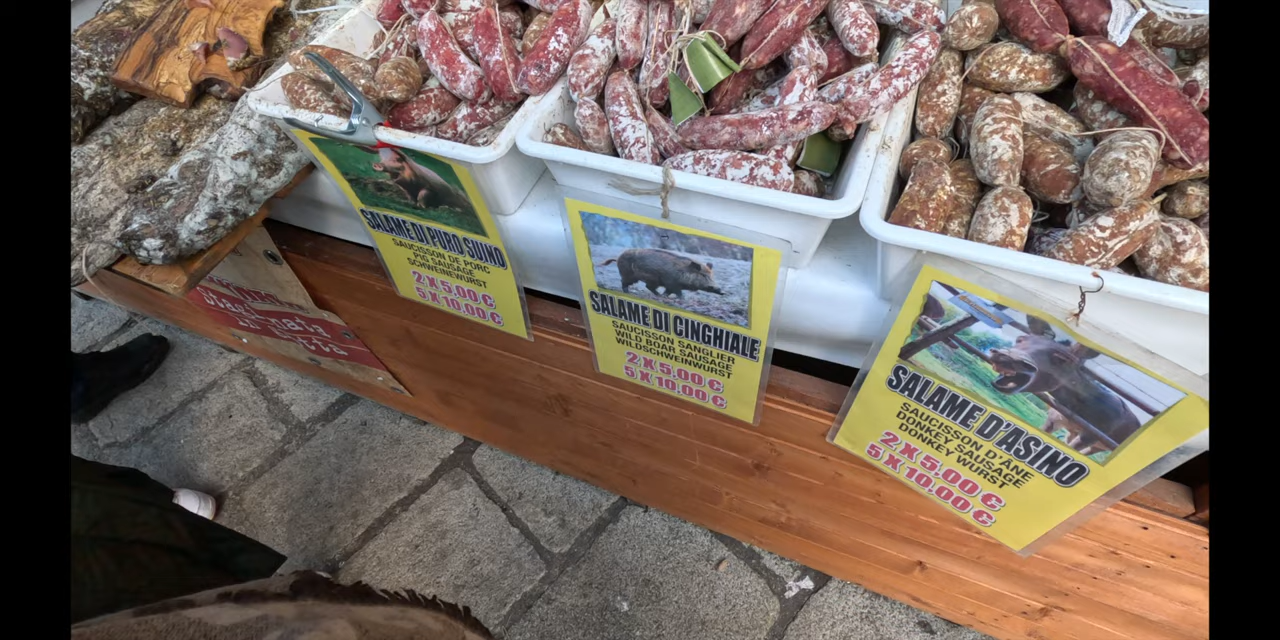 SALAME DI PURO SUINO
SAUCISSON DE PORC
PIG SAUSAGE
SCHWEINEWURST
2 X 5,00 €
5 X 10,00 €
SALAME DI CINGHIALE
SAUCISSON SANGLIER
WILD BOAR SAUSAGE
WILDSCHWEINWURST
2 X 5,00 €
5 X 10,00 €
SALAME D'ASINO
SAUCISSON D'ÂNE
DONKEY SAUSAGE
DONKEY WURST
2 X 5,00 €
5 X 10,00 €